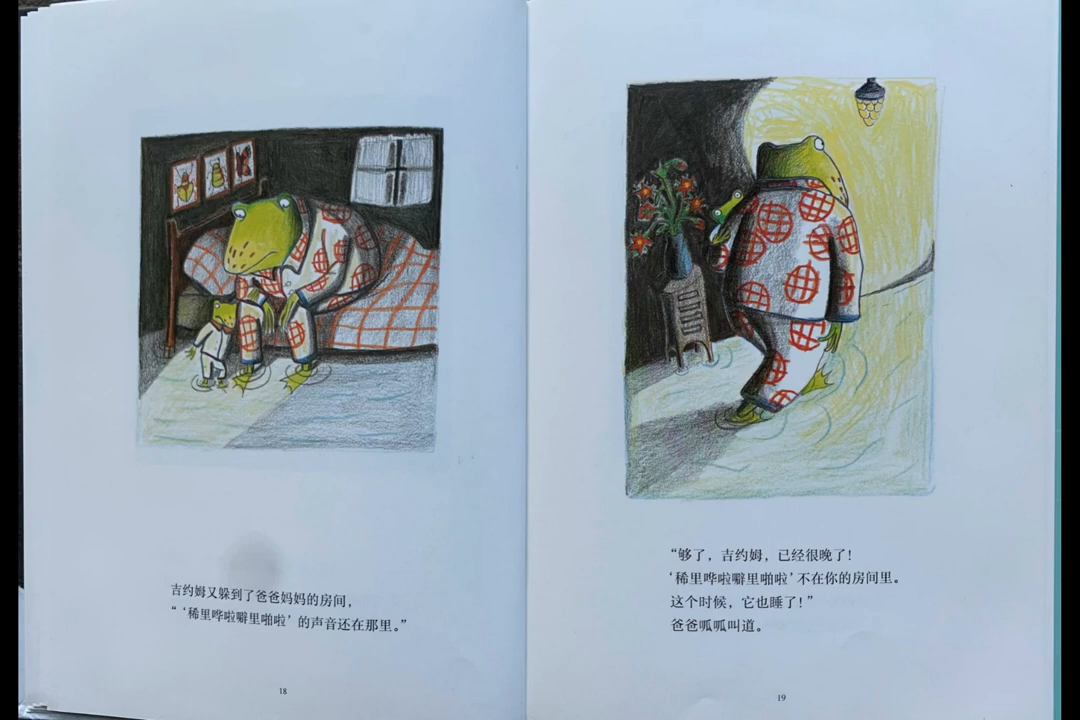 吉约姆又躲到了爸爸妈妈的房间，
“‘稀里哗啦噼里啪啦’的声音还在那里。”
18
“够了，吉约姆，已经很晚了！
‘稀里哗啦噼里啪啦’不在你的房间里。
这个时候，它也睡了！”
爸爸呱呱叫道。
19